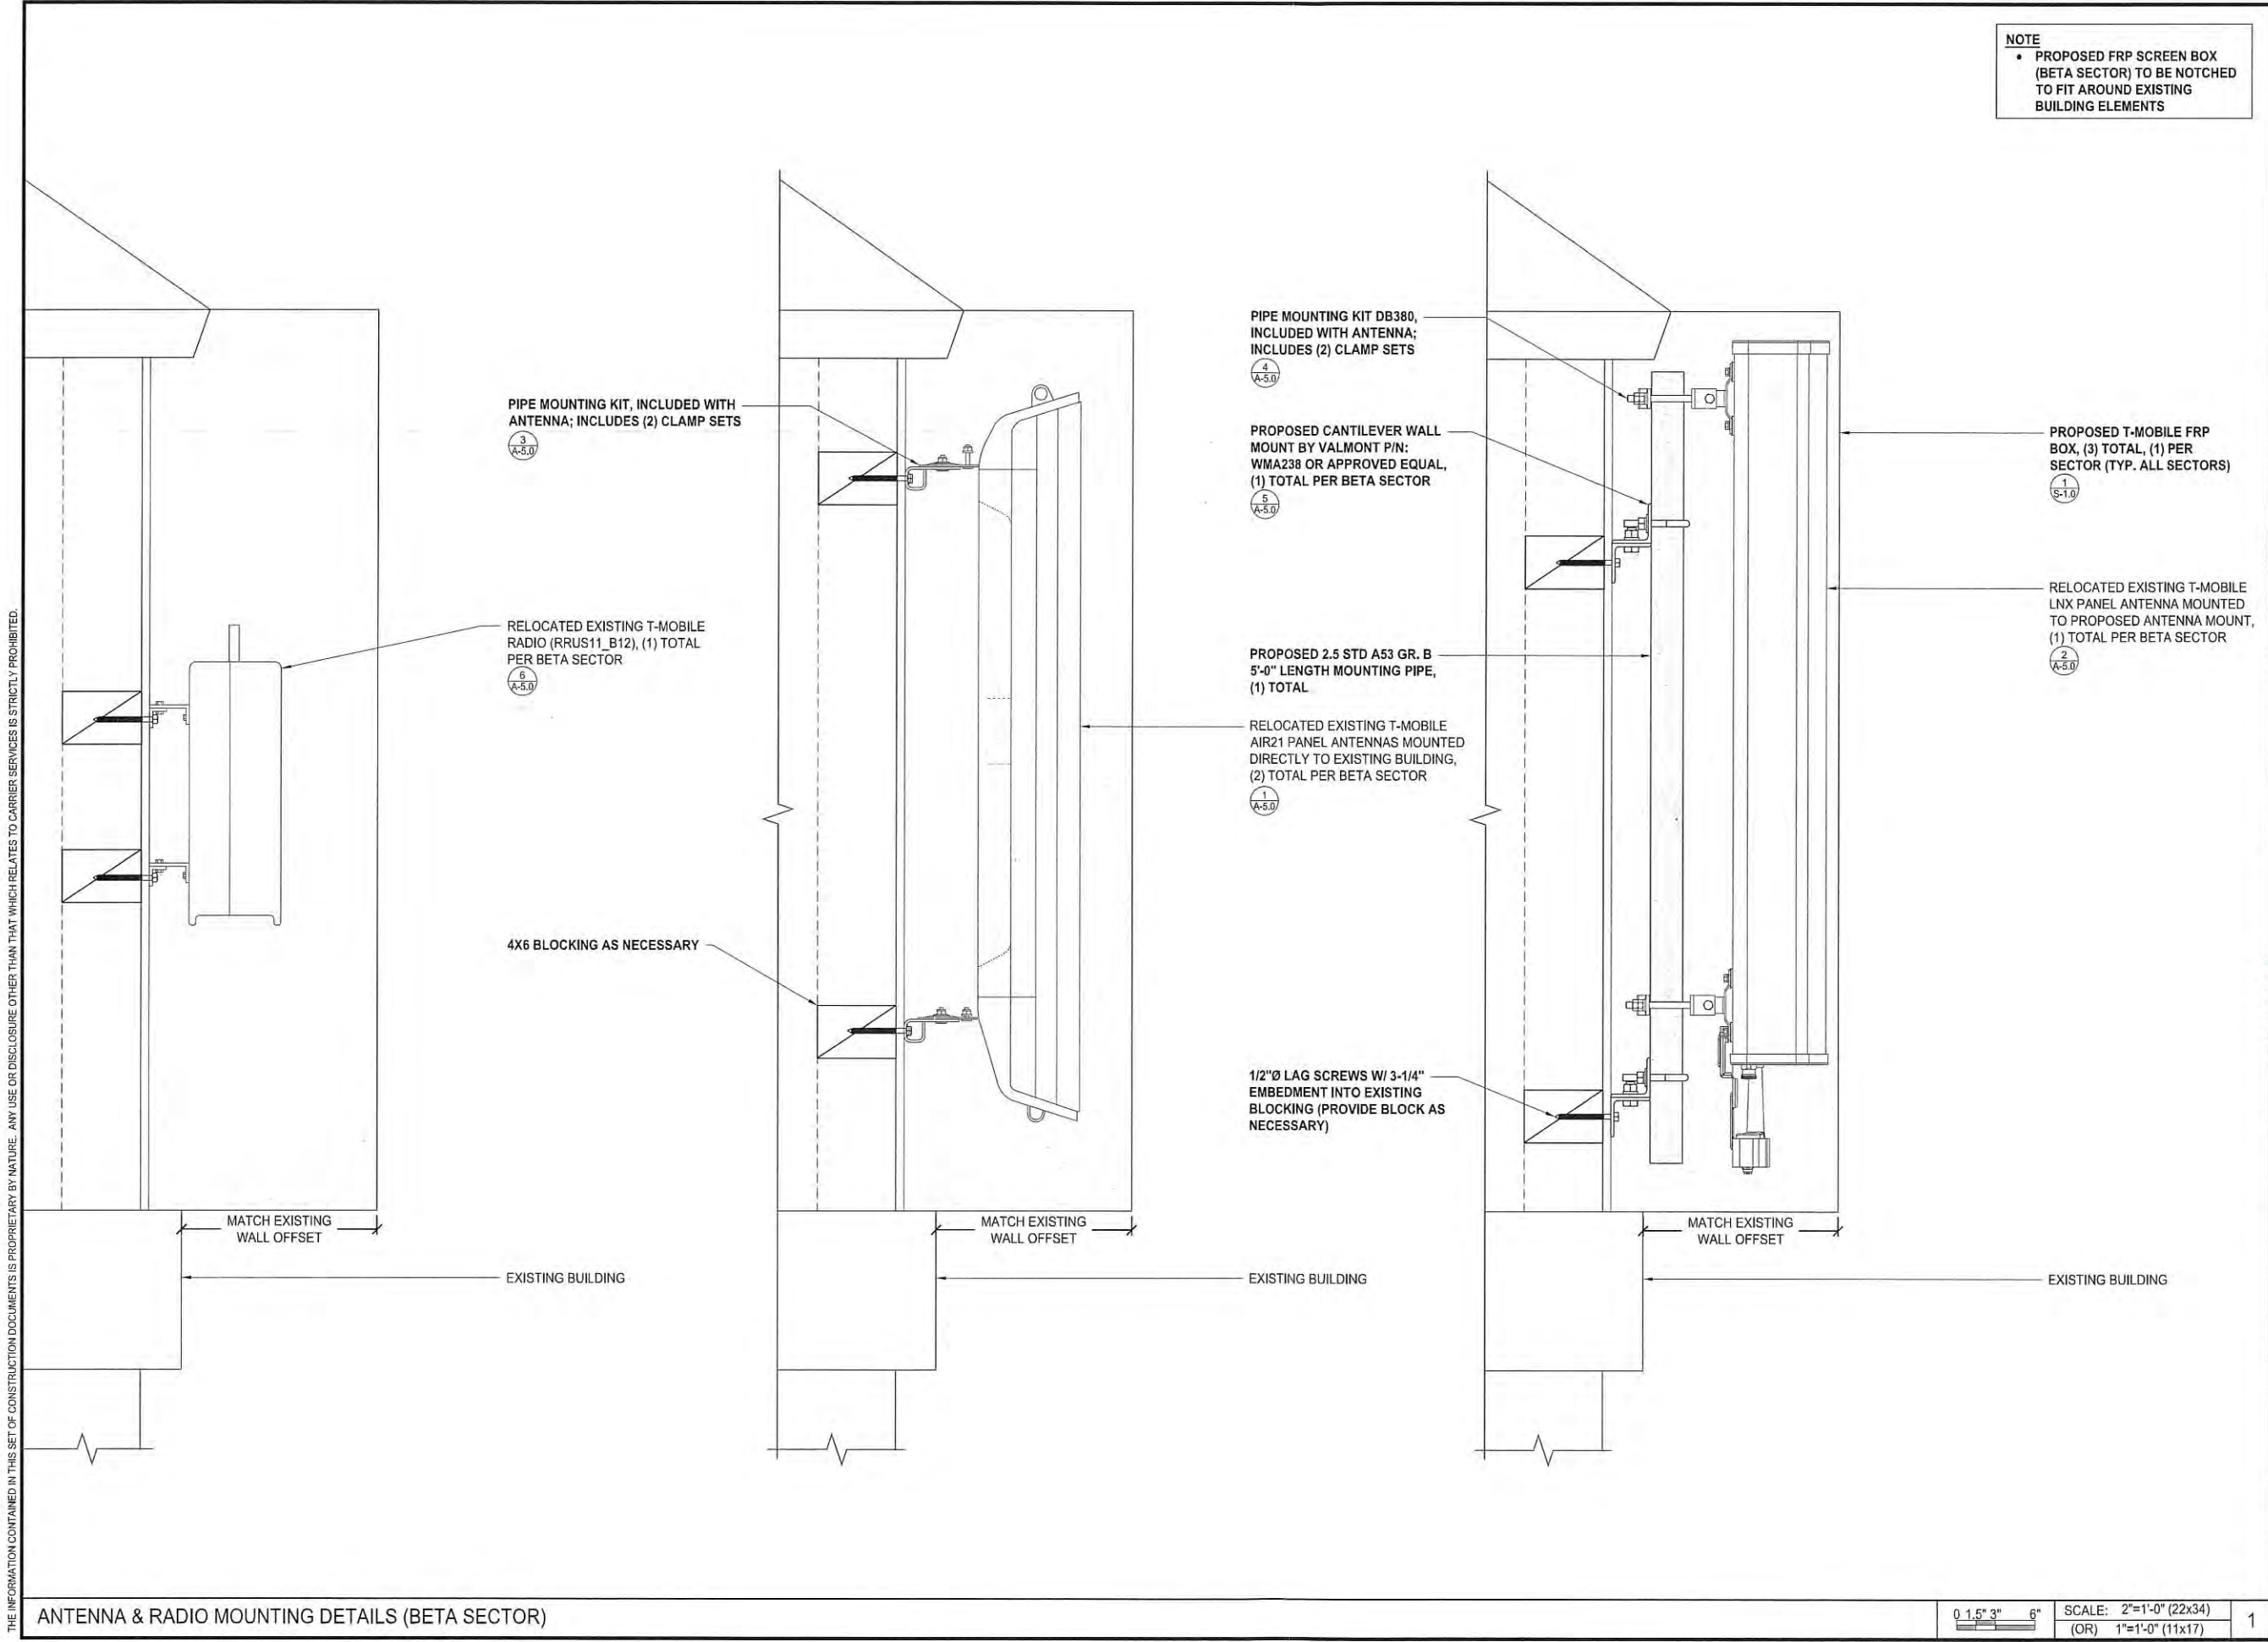 NOTE
• PROPOSED FRP SCREEN BOX
(BETA SECTOR) TO BE NOTCHED
TO FIT AROUND EXISTING
BUILDING ELEMENTS
PIPE MOUNTING KIT, INCLUDED WITH
ANTENNA; INCLUDES (2) CLAMP SETS
3
A-5.0
RELOCATED EXISTING T-MOBILE
RADIO (RRUS11_B12), (1) TOTAL
PER BETA SECTOR
6
A-5.0
4X6 BLOCKING AS NECESSARY
MATCH EXISTING
WALL OFFSET
EXISTING BUILDING
PIPE MOUNTING KIT DB380,
INCLUDED WITH ANTENNA;
INCLUDES (2) CLAMP SETS
4
A-5.0
PROPOSED CANTILEVER WALL
MOUNT BY VALMONT P/N:
WMA238 OR APPROVED EQUAL,
(1) TOTAL PER BETA SECTOR
5
A-5.0
PROPOSED 2.5 STD A53 GR. B
5'-0" LENGTH MOUNTING PIPE,
(1) TOTAL
RELOCATED EXISTING T-MOBILE
AIR21 PANEL ANTENNAS MOUNTED
DIRECTLY TO EXISTING BUILDING,
(2) TOTAL PER BETA SECTOR
1
A-5.0
1/2"Ø LAG SCREWS W/ 3-1/4"
EMBEDMENT INTO EXISTING
BLOCKING (PROVIDE BLOCK AS
NECESSARY)
MATCH EXISTING
WALL OFFSET
EXISTING BUILDING
PROPOSED T-MOBILE FRP
BOX, (3) TOTAL, (1) PER
SECTOR (TYP. ALL SECTORS)
1
S-1.0
RELOCATED EXISTING T-MOBILE
LNX PANEL ANTENNA MOUNTED
TO PROPOSED ANTENNA MOUNT,
(1) TOTAL PER BETA SECTOR
2
A-5.0
MATCH EXISTING
WALL OFFSET
EXISTING BUILDING
THE INFORMATION CONTAINED IN THIS SET OF CONSTRUCTION DOCUMENTS IS PROPRIETARY BY NATURE. ANY USE OR DISCLOSURE OTHER THAN THAT WHICH RELATES TO CARRIER SERVICES IS STRICTLY PROHIBITED.
ANTENNA & RADIO MOUNTING DETAILS (BETA SECTOR)
0 1.5" 3" 6"
SCALE: 2"=1'-0" (22x34)
(OR) 1"=1'-0" (11x17)
1